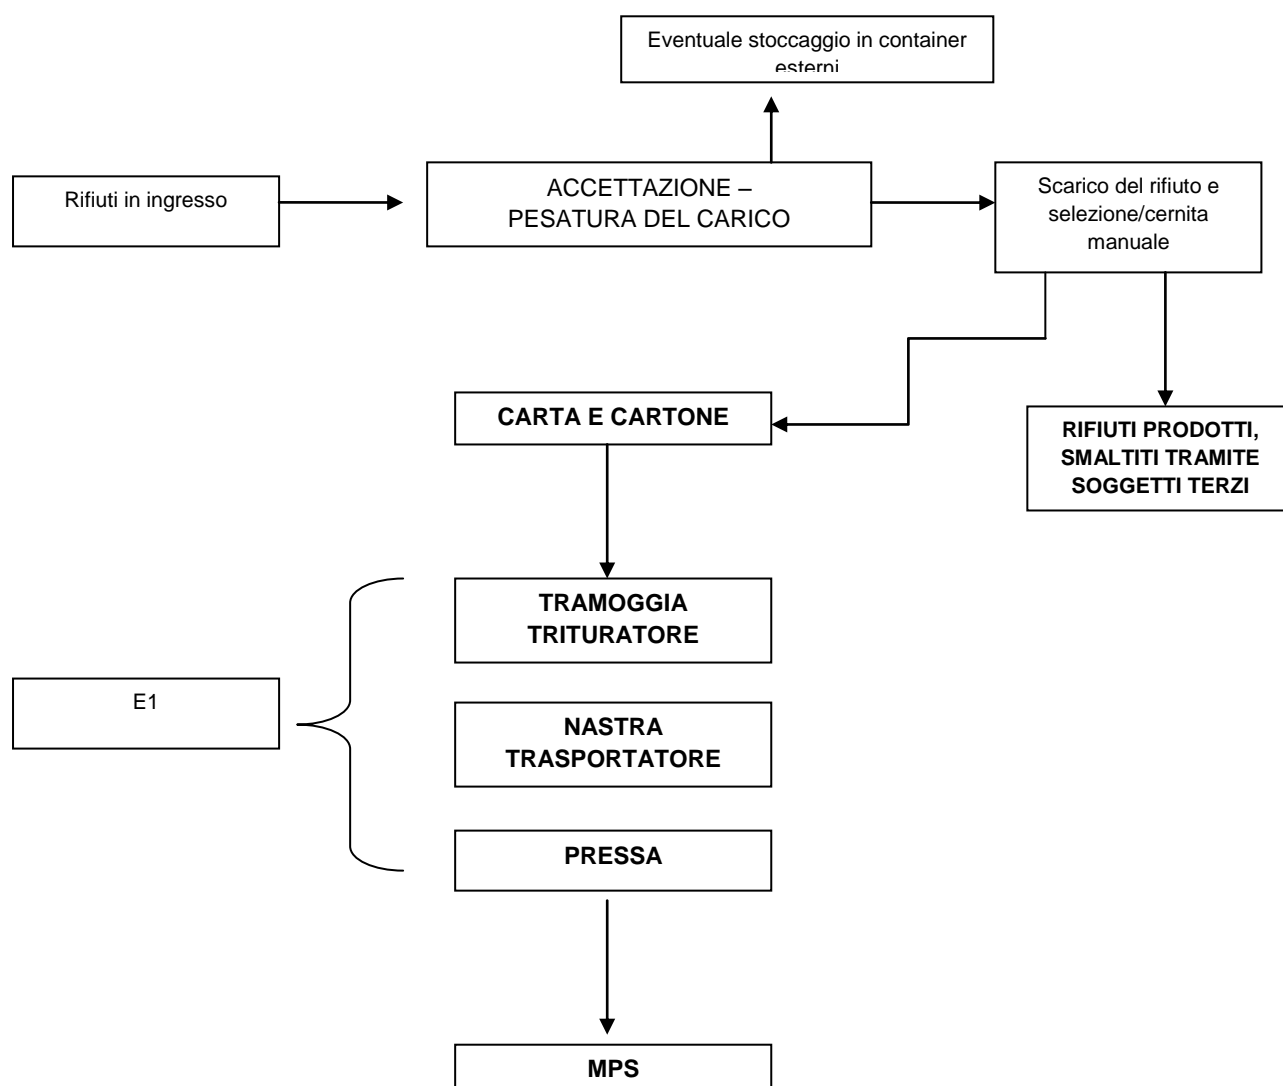 Eventuale stoccaggio in container
esterni
Rifiuti in ingresso
ACCETTAZIONE –
PESATURA DEL CARICO
Scarico del rifiuto e
selezione/cernita
manuale
CARTA E CARTONE
RIFIUTI PRODOTTI,
SMALTITI TRAMITE
SOGGETTI TERZI
TRAMOGGIA
TRITURATORE
E1
NASTRA
TRASPORTATORE
PRESSA
MPS